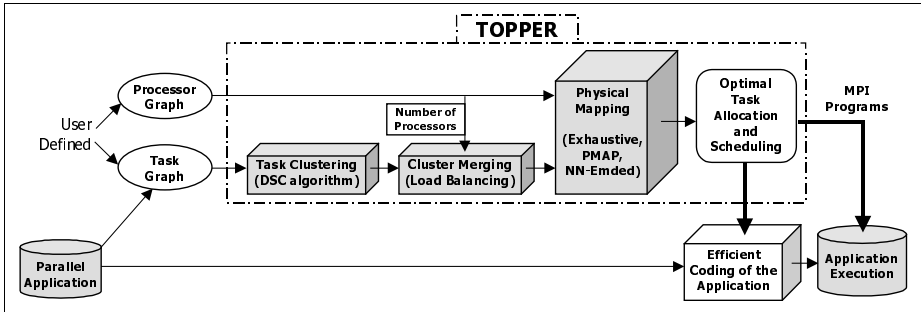 TOPPER
Processor
Graph
User
Defined
Task
Graph
Number of
Processors
Task Clustering
(DSC algorithm)
Cluster Merging
(Load Balancing)
Physical
Mapping
(Exhaustive,
PMAP,
NN-Emded)
Optimal
Task
Allocation
and
Scheduling
MPI
Programs
Parallel
Application
Efficient
Coding of the
Application
Application
Execution